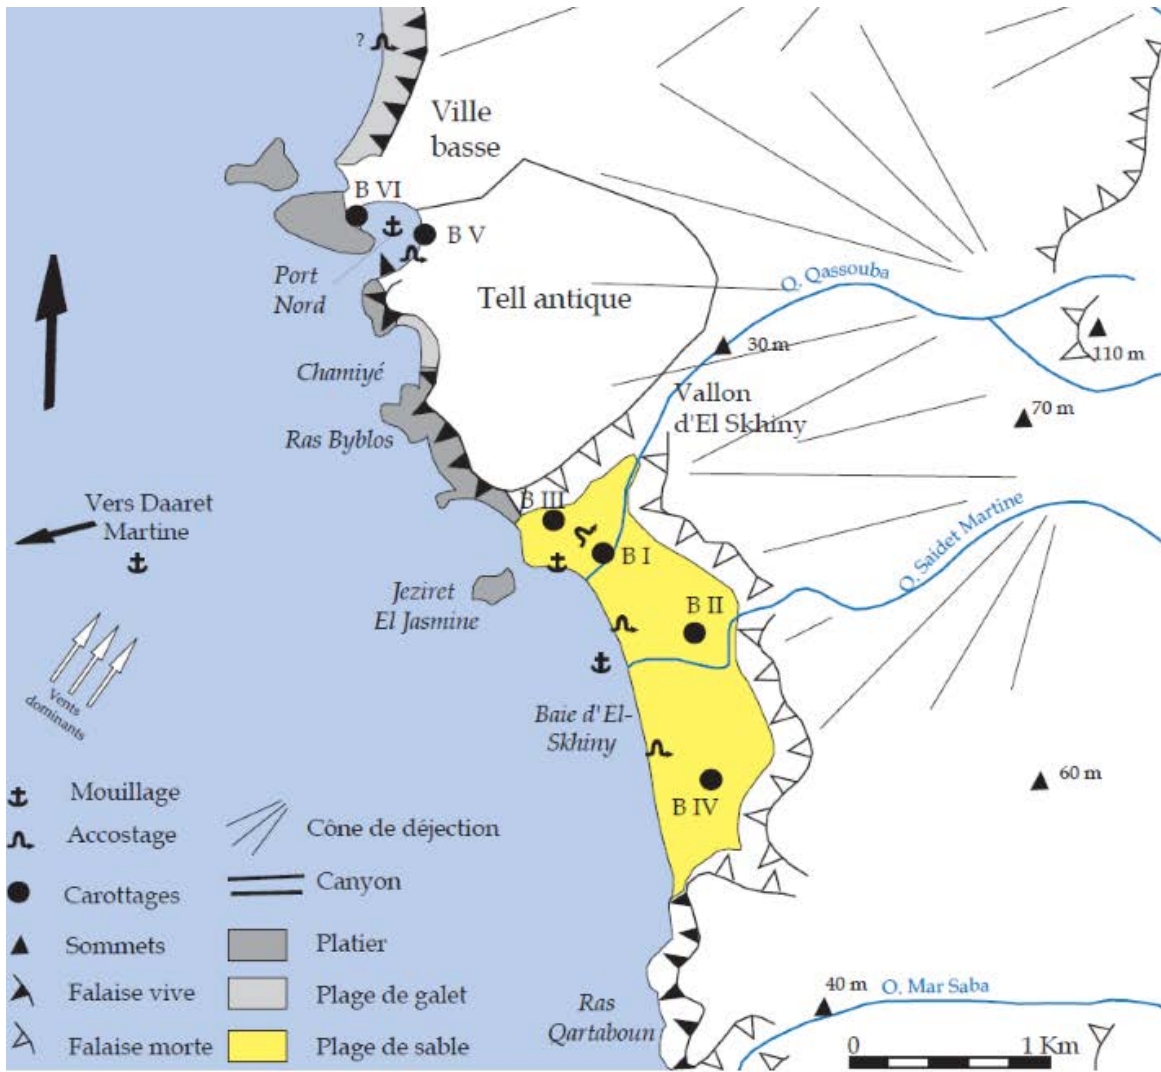 ?
Ville
basse
B VI
B V
Port
Nord
Tell antique
O. Qassouba
30 m
110 m
Chamiyé
Vallon
d'El Skhiny
70 m
Ras Byblos
Vers Daaret
Martine
B III
B I
O. Saidet Martine
Jeziret
El Jasmine
B II
Vents
dominants
Baie d'El-
Skhiny
B IV
60 m
Mouillage
Accostage
Carottages
Sommets
Falaise vive
Falaise morte
Cône de déjection
Canyon
Platier
Plage de galet
Plage de sable
Ras
Qartaboun
40 m
O. Mar Saba
0 1 Km